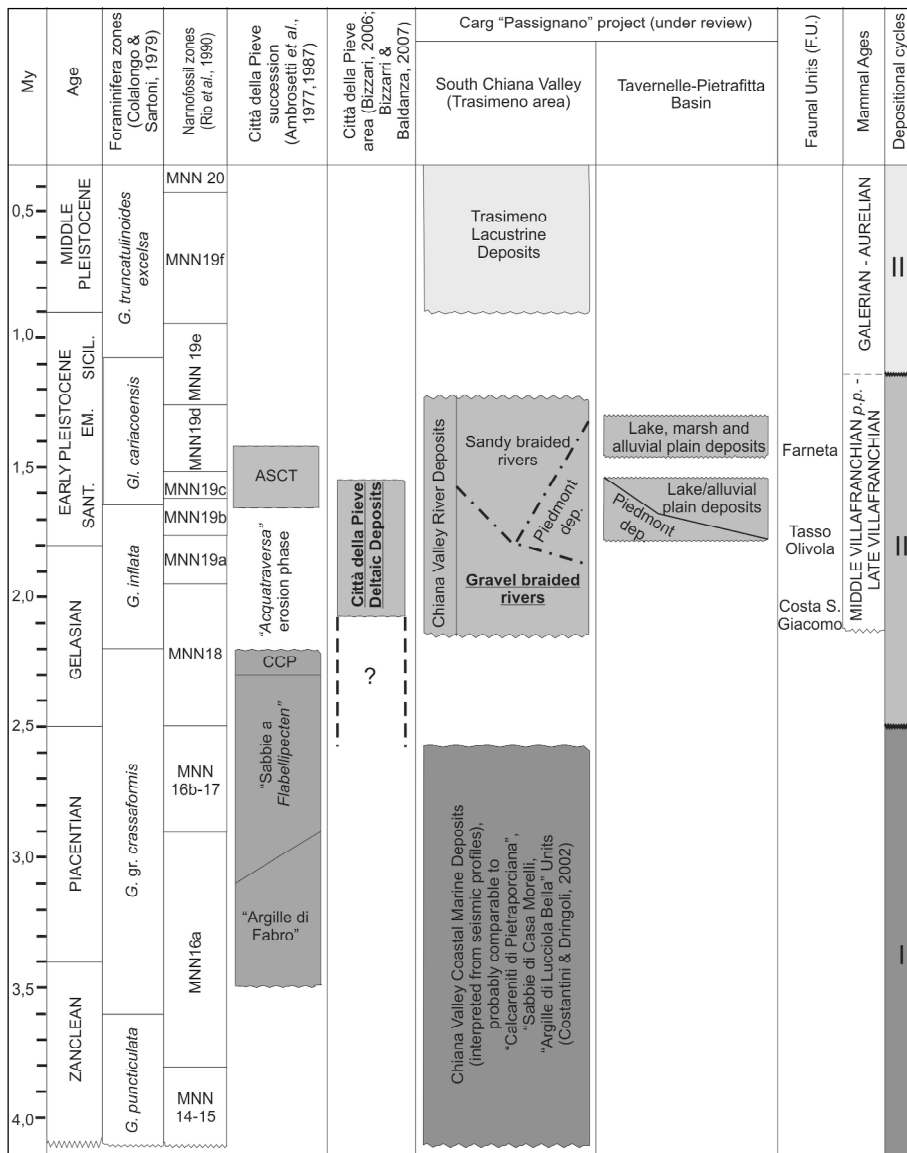 My
Age
Foraminifera zones
(Colalongo &
Sartoni, 1979)
Nannofossil zones
(Rio et al., 1990)
Città della Pieve
succession
(Ambrosetti et al.,
1977,1987)
Città della Pieve
area (Bizzari, 2006;
Bizzarri &
Baldanza, 2007)
Carg "Passignano" project (under review)
South Chiana Valley
(Trasimeno area)
Tavernelle-Pietrafitta
Basin
Faunal Units (F.U.)
Mammal Ages
Depositional cycles
0,5
1,0
1,5
2,0
2,5
3,0
3,5
4,0
MIDDLE
PLEISTOCENE
EARLY PLEISTOCENE
SICIL.
EM.
SANT.
GELASIAN
PIACENTIAN
ZANCLEAN
G. truncatulinoides
excelsa
Gl. cariacoensis
G. inflata
G. gr. crassaformis
G. puncticulata
MNN 20
MNN19f
MNN 19e
MNN19d
MNN19c
MNN19b
MNN19a
MNN18
MNN
16b-17
MNN16a
MNN
14-15
ASCT
"Acquatraversa"
erosion phase
CCP
"Sabbie a
Flabellipecten"
"Argille di
Fabro"
Città della Pieve
Deltaic Deposits
?
Trasimeno
Lacustrine
Deposits
Chiana Valley River Deposits
Sandy braided
rivers
Piedmont
dep.
Gravel braided
rivers
Chiana Valley Coastal Marine Deposits
(interpreted from seismic profiles),
probably comparable to
"Calcareniti di Pietraporciana",
"Sabbie di Casa Morelli,
"Argille di Lucciola Bella" Units
(Costantini & Dringoli, 2002)
Lake, marsh and
alluvial plain deposits
Lake/alluvial
plain deposits
Piedmont
dep.
Farneta
Tasso
Olivola
Costa S.
Giacomo
GALERIAN - AURELIAN
MIDDLE VILLAFRANCHIAN p.p. -
LATE VILLAFRANCHIAN
II
II
I